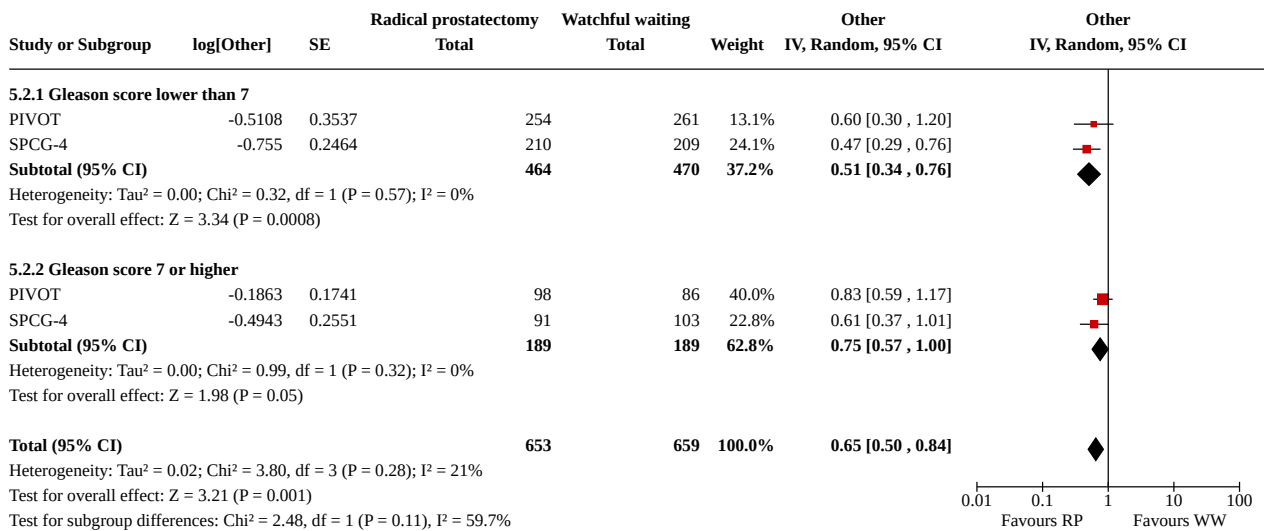 Radical prostatectomy Watchful waiting Other Other
Study or Subgroup log[Other] SE Total Total Weight IV, Random, 95% CI IV, Random, 95% CI
5.2.1 Gleason score lower than 7
PIVOT -0.5108 0.3537 254 261 13.1% 0.60 [0.30 , 1.20]
SPCG-4 -0.755 0.2464 210 209 24.1% 0.47 [0.29 , 0.76]
Subtotal (95% CI) 464 470 37.2% 0.51 [0.34 , 0.76]
Heterogeneity: Tau² = 0.00; Chi² = 0.32, df = 1 (P = 0.57); I² = 0%
Test for overall effect: Z = 3.34 (P = 0.0008)
5.2.2 Gleason score 7 or higher
PIVOT -0.1863 0.1741 98 86 40.0% 0.83 [0.59 , 1.17]
SPCG-4 -0.4943 0.2551 91 103 22.8% 0.61 [0.37 , 1.01]
Subtotal (95% CI) 189 189 62.8% 0.75 [0.57 , 1.00]
Heterogeneity: Tau² = 0.00; Chi² = 0.99, df = 1 (P = 0.32); I² = 0%
Test for overall effect: Z = 1.98 (P = 0.05)
Total (95% CI) 653 659 100.0% 0.65 [0.50 , 0.84]
Heterogeneity: Tau² = 0.02; Chi² = 3.80, df = 3 (P = 0.28); I² = 21%
Test for overall effect: Z = 3.21 (P = 0.001)
0.01 0.1 1 10 100
Test for subgroup differences: Chi² = 2.48, df = 1 (P = 0.11), I² = 59.7% Favours RP Favours WW